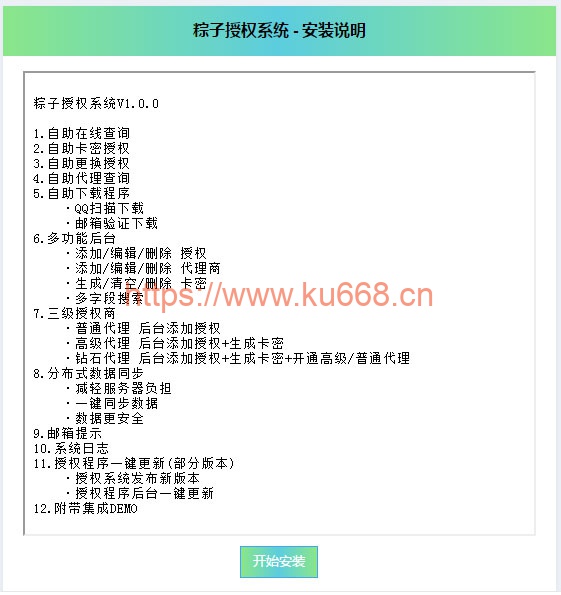 粽子授权系统 - 安装说明
粽子授权系统V1.0.0
1.自助在线查询
2.自助卡密授权
3.自助更换授权
4.自助代理查询
5.自助下载程序
·QQ扫描下载
·邮箱验证下载
6.多功能后台
·添加/编辑/删除 授权
·添加/编辑/删除 代理商
·生成/清空/删除 卡密
·多字段搜索
https://www.ku668.cn
7.三级授权商
·普通代理 后台添加授权
·高级代理 后台添加授权+生成卡密
·钻石代理 后台添加授权+生成卡密+开通高级/普通代理
8.分布式数据同步
·减轻服务器负担
·一键同步数据
·数据更安全
9.邮箱提示
10.系统日志
11.授权程序一键更新(部分版本)
·授权系统发布新版本
·授权程序后台一键更新
12.附带集成DEMO
开始安装